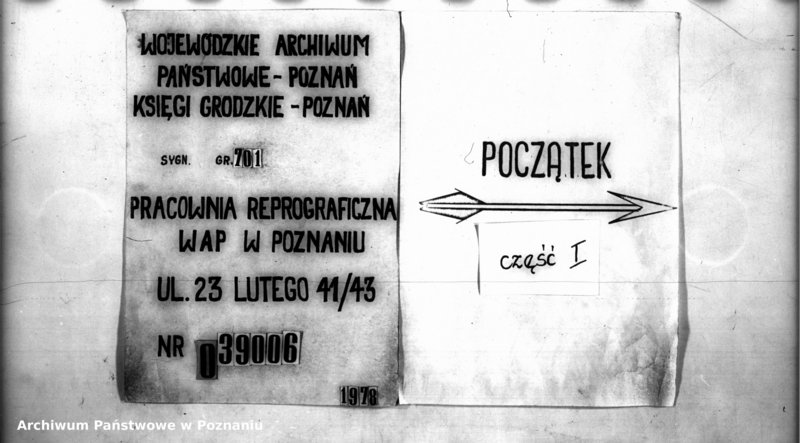 WOJEWÓDZKIE ARCHIWUM
PAŃSTWOWE - POZNAŃ
KSIĘGI GRODZKIE - POZNAŃ
SYGN. GR. 701
PRACOWNIA REPROGRAFICZNA
WAP W POZNANIU
UL. 23 LUTEGO 41/43
NR 039006
1978
POCZĄTEK
część I
Archiwum Państwowe w Poznaniu